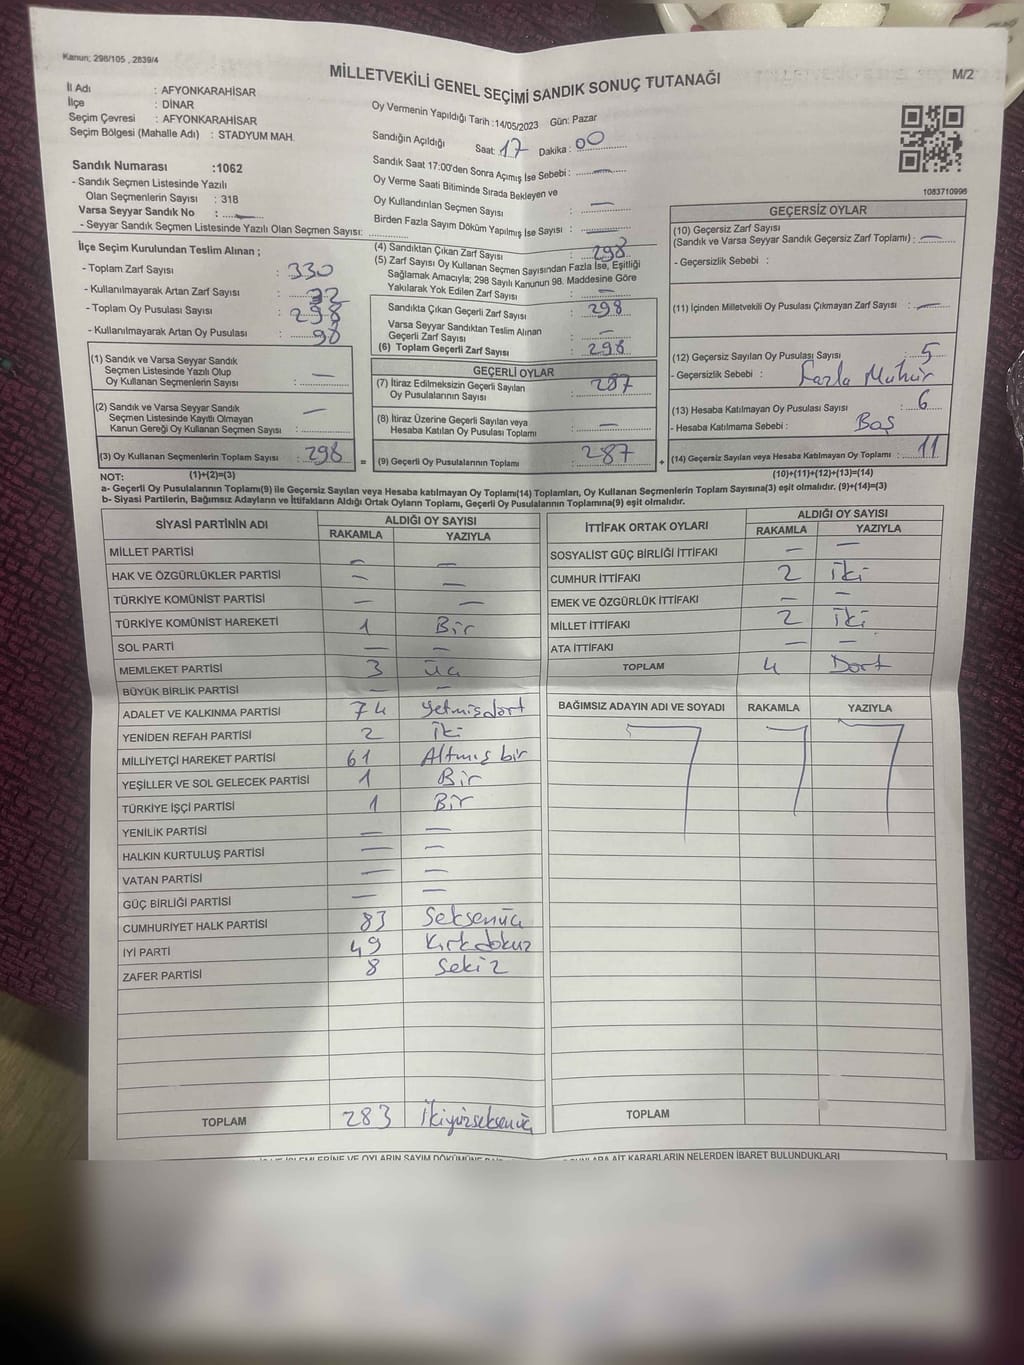 Kanun; 298/105 , 2839/4
MİLLETVEKİLİ GENEL SEÇİMİ SANDIK SONUÇ TUTANAĞI
M/2
İl Adı : AFYONKARAHİSAR
İlçe : DİNAR
Seçim Çevresi : AFYONKARAHİSAR
Seçim Bölgesi (Mahalle Adı) : STADYUM MAH.
Oy Vermenin Yapıldığı Tarih :14/05/2023 Gün: Pazar
Sandığın Açıldığı Saat: 17 Dakika : 00
Sandık Saat 17:00'den Sonra Açımış İse Sebebi : —
Oy Verme Saati Bitiminde Sırada Bekleyen ve
Oy Kullandırılan Seçmen Sayısı : —
Birden Fazla Sayım Döküm Yapılmış İse Sayısı : —
Sandık Numarası :1062
- Sandık Seçmen Listesinde Yazılı
Olan Seçmenlerin Sayısı : 318
Varsa Seyyar Sandık No : —
- Seyyar Sandık Seçmen Listesinde Yazılı Olan Seçmen Sayısı:
1083710996
İlçe Seçim Kurulundan Teslim Alınan ;
- Toplam Zarf Sayısı : 330
- Kullanılmayarak Artan Zarf Sayısı : 32
- Toplam Oy Pusulası Sayısı : 298
- Kullanılmayarak Artan Oy Pusulası : 98
(1) Sandık ve Varsa Seyyar Sandık
Seçmen Listesinde Yazılı Olup
Oy Kullanan Seçmenlerin Sayısı : —
(2) Sandık ve Varsa Seyyar Sandık
Seçmen Listesinde Kayıtlı Olmayan
Kanun Gereği Oy Kullanan Seçmen Sayısı : —
(3) Oy Kullanan Seçmenlerin Toplam Sayısı : 298
(4) Sandıktan Çıkan Zarf Sayısı : 298
(5) Zarf Sayısı Oy Kullanan Seçmen Sayısından Fazla İse, Eşitliği
Sağlamak Amacıyla; 298 Sayılı Kanunun 98. Maddesine Göre
Yakılarak Yok Edilen Zarf Sayısı : —
Sandıkta Çıkan Geçerli Zarf Sayısı : 298
Varsa Seyyar Sandıktan Teslim Alınan
Geçerli Zarf Sayısı : —
(6) Toplam Geçerli Zarf Sayısı : 298
GEÇERLİ OYLAR
(7) İtiraz Edilmeksizin Geçerli Sayılan
Oy Pusulalarının Sayısı : 287
(8) İtiraz Üzerine Geçerli Sayılan veya
Hesaba Katılan Oy Pusulası Toplamı : —
= (9) Geçerli Oy Pusulalarının Toplamı : 287 +
GEÇERSİZ OYLAR
(10) Geçersiz Zarf Sayısı
(Sandık ve Varsa Seyyar Sandık Geçersiz Zarf Toplamı) : —
- Geçersizlik Sebebi :
(11) İçinden Milletvekili Oy Pusulası Çıkmayan Zarf Sayısı : —
(12) Geçersiz Sayılan Oy Pusulası Sayısı : 5
- Geçersizlik Sebebi : Fazla Mühür
(13) Hesaba Katılmayan Oy Pusulası Sayısı : 6
- Hesaba Katılmama Sebebi : Boş
(14) Geçersiz Sayılan veya Hesaba Katılmayan Oy Toplamı : 11
NOT: (1)+(2)=(3) (10)+(11)+(12)+(13)=(14)
a- Geçerli Oy Pusulalarının Toplamı(9) ile Geçersiz Sayılan veya Hesaba katılmayan Oy Toplamı(14) Toplamları, Oy Kullanan Seçmenlerin Toplam Sayısına(3) eşit olmalıdır. (9)+(14)=(3)
b- Siyasi Partilerin, Bağımsız Adayların ve İttifakların Aldığı Ortak Oyların Toplamı, Geçerli Oy Pusulalarının Toplamına(9) eşit olmalıdır.
SİYASİ PARTİNİN ADI ALDIĞI OY SAYISI
RAKAMLA YAZIYLA
MİLLET PARTİSİ — —
HAK VE ÖZGÜRLÜKLER PARTİSİ — —
TÜRKİYE KOMÜNİST PARTİSİ — —
TÜRKİYE KOMÜNİST HAREKETİ 1 Bir
SOL PARTİ — —
MEMLEKET PARTİSİ 3 üç
BÜYÜK BİRLİK PARTİSİ — —
ADALET VE KALKINMA PARTİSİ 74 yetmişdört
YENİDEN REFAH PARTİSİ 2 iki
MİLLİYETÇİ HAREKET PARTİSİ 61 Altmış bir
YEŞİLLER VE SOL GELECEK PARTİSİ 1 Bir
TÜRKİYE İŞÇİ PARTİSİ 1 Bir
YENİLİK PARTİSİ — —
HALKIN KURTULUŞ PARTİSİ — —
VATAN PARTİSİ — —
GÜÇ BİRLİĞİ PARTİSİ — —
CUMHURİYET HALK PARTİSİ 83 Seksenüç
İYİ PARTİ 49 Kırkdokuz
ZAFER PARTİSİ 8 Sekiz
TOPLAM 283 İkiyüzseksenüç
İTTİFAK ORTAK OYLARI ALDIĞI OY SAYISI
RAKAMLA YAZIYLA
SOSYALİST GÜÇ BİRLİĞİ İTTİFAKI — —
CUMHUR İTTİFAKI 2 iki
EMEK VE ÖZGÜRLÜK İTTİFAKI — —
MİLLET İTTİFAKI 2 iki
ATA İTTİFAKI — —
TOPLAM 4 Dört
BAĞIMSIZ ADAYIN ADI VE SOYADI RAKAMLA YAZIYLA
TOPLAM
AİT KARARLARIN NELERDEN İBARET BULUNDUKLARI